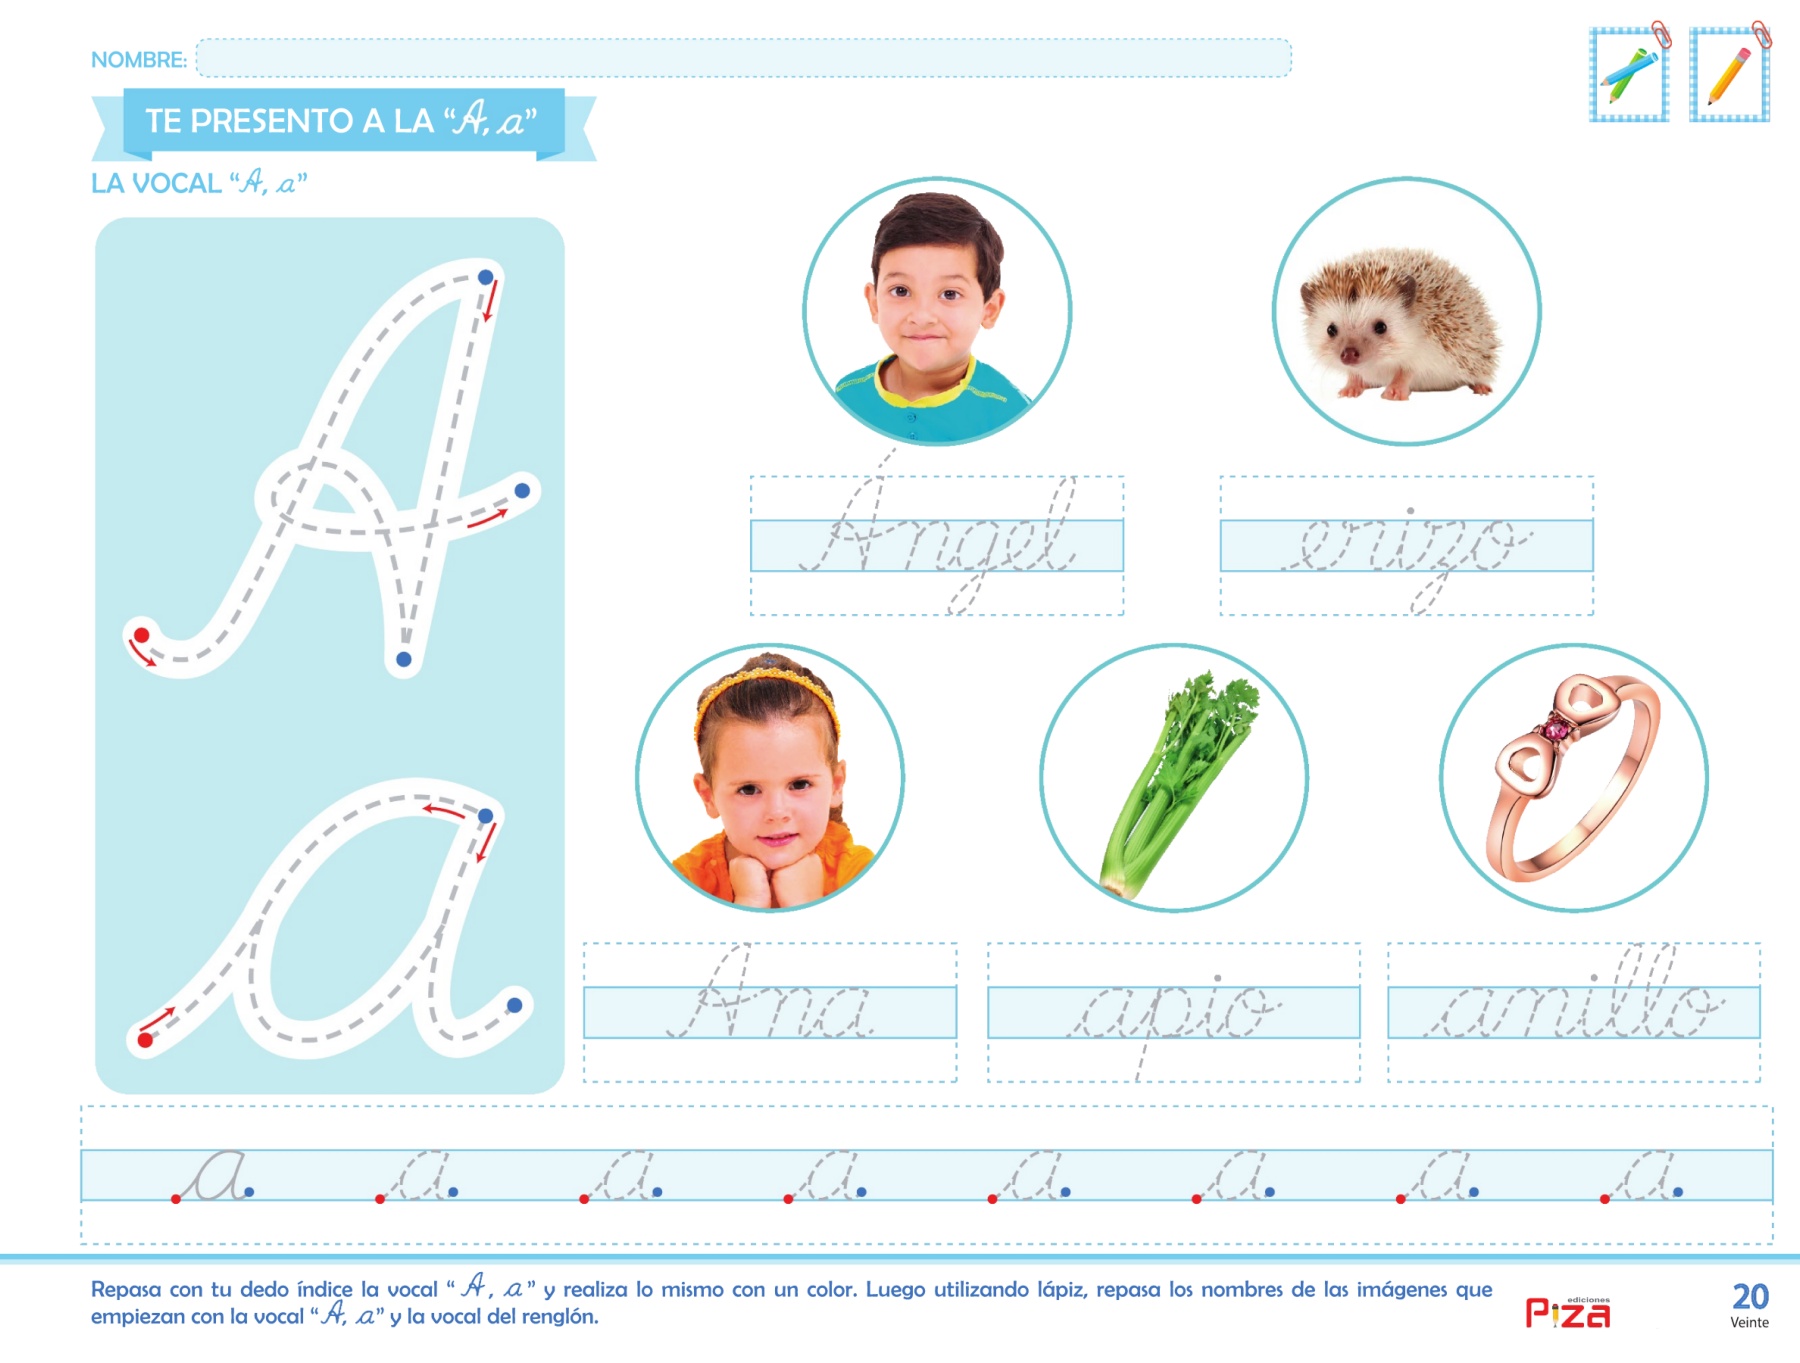 NOMBRE:
TE PRESENTO A LA “A, a”
LA VOCAL “A, a”
A
a
Ángel
erizo
Ana
apio
anillo
a a a a a a a a
Repasa con tu dedo índice la vocal “ A , a ” y realiza lo mismo con un color. Luego utilizando lápiz, repasa los nombres de las imágenes que
empiezan con la vocal “A, a” y la vocal del renglón.
ediciones
Piza
20
Veinte